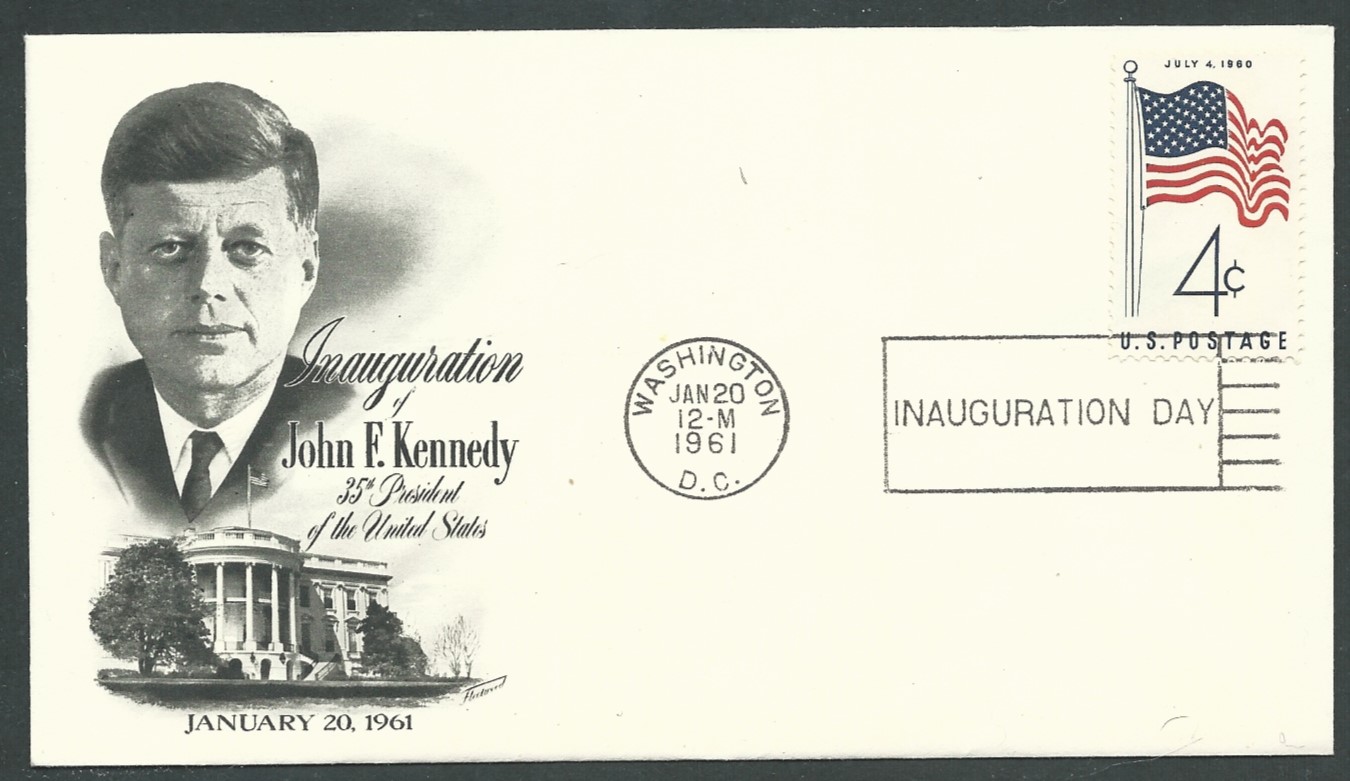 JULY 4, 1960
4¢
U.S. POSTAGE
Inauguration
of
John F. Kennedy
35th President
of the United States
WASHINGTON
JAN 20
12-M
1961
D.C.
INAUGURATION DAY
Fleetwood
JANUARY 20, 1961